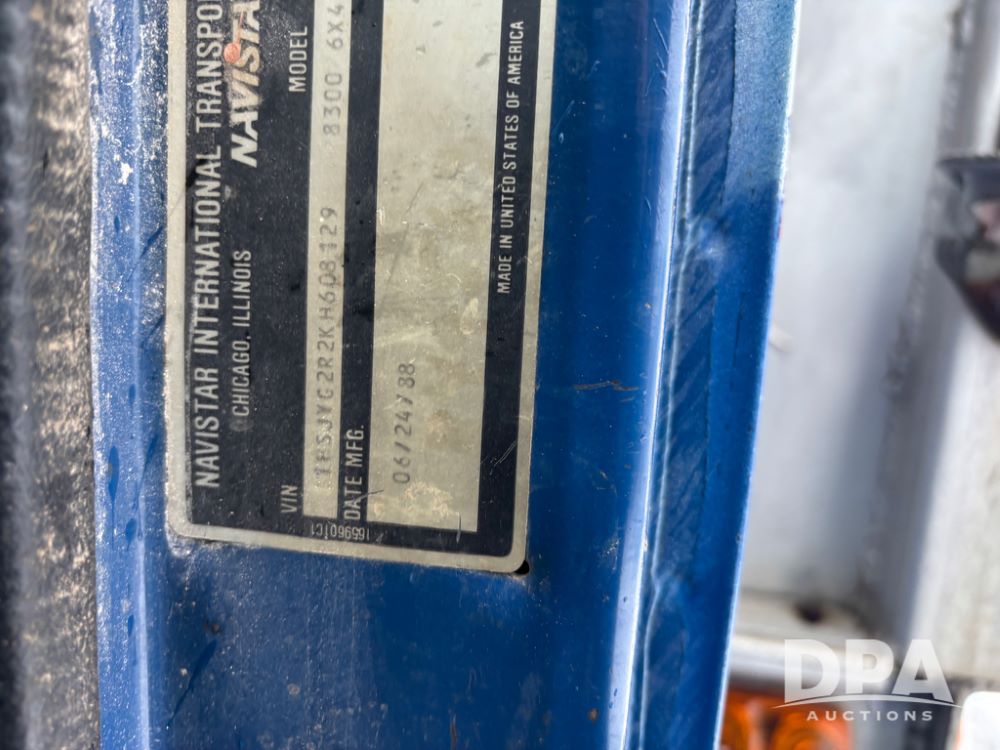 NAVISTAR INTERNATIONAL TRANSPO
CHICAGO, ILLINOIS NAVISTA
VIN MODEL
8300 6X4
DATE MFG.
06/24/88
MADE IN UNITED STATES OF AMERICA
1659601C1
DPA
AUCTIONS